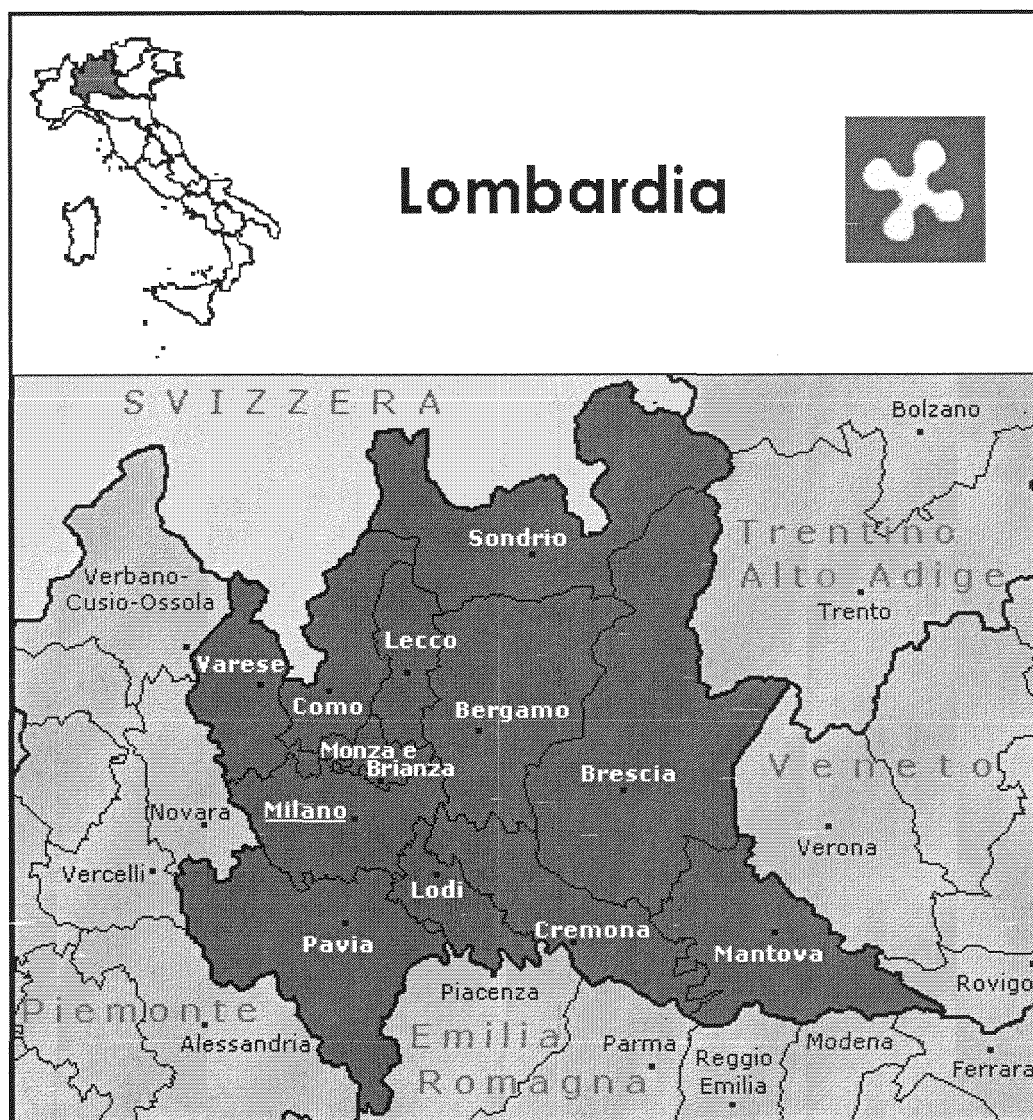 Lombardia
SVIZZERA
Bolzano
Sondrio
Trentino
Alto Adige
Verbano-
Cusio-Ossola
Trento
Lecco
Varese
Como
Bergamo
Monza e
Brianza
Brescia
Veneto
Milano
Novara
Verona
Vercelli
Lodi
Pavia
Cremona
Mantova
Piacenza
Rovigo
Piemonte
Alessandria
Emilia
Romagna
Parma
Reggio
Emilia
Modena
Ferrara